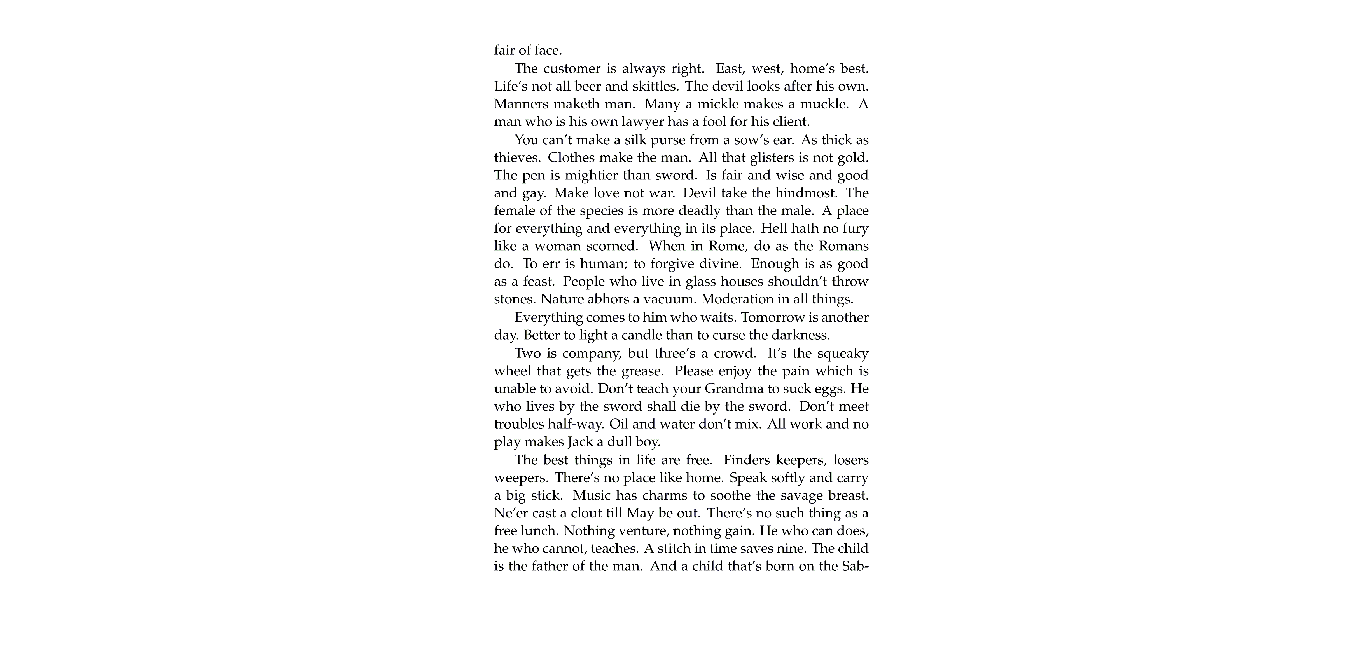 fair of face.
The customer is always right. East, west, home's best.
Life's not all beer and skittles. The devil looks after his own.
Manners maketh man. Many a mickle makes a muckle. A
man who is his own lawyer has a fool for his client.
You can't make a silk purse from a sow's ear. As thick as
thieves. Clothes make the man. All that glisters is not gold.
The pen is mightier than sword. Is fair and wise and good
and gay. Make love not war. Devil take the hindmost. The
female of the species is more deadly than the male. A place
for everything and everything in its place. Hell hath no fury
like a woman scorned. When in Rome, do as the Romans
do. To err is human; to forgive divine. Enough is as good
as a feast. People who live in glass houses shouldn't throw
stones. Nature abhors a vacuum. Moderation in all things.
Everything comes to him who waits. Tomorrow is another
day. Better to light a candle than to curse the darkness.
Two is company, but three's a crowd. It's the squeaky
wheel that gets the grease. Please enjoy the pain which is
unable to avoid. Don't teach your Grandma to suck eggs. He
who lives by the sword shall die by the sword. Don't meet
troubles half-way. Oil and water don't mix. All work and no
play makes Jack a dull boy.
The best things in life are free. Finders keepers, losers
weepers. There's no place like home. Speak softly and carry
a big stick. Music has charms to soothe the savage breast.
Ne'er cast a clout till May be out. There's no such thing as a
free lunch. Nothing venture, nothing gain. He who can does,
he who cannot, teaches. A stitch in time saves nine. The child
is the father of the man. And a child that's born on the Sab-